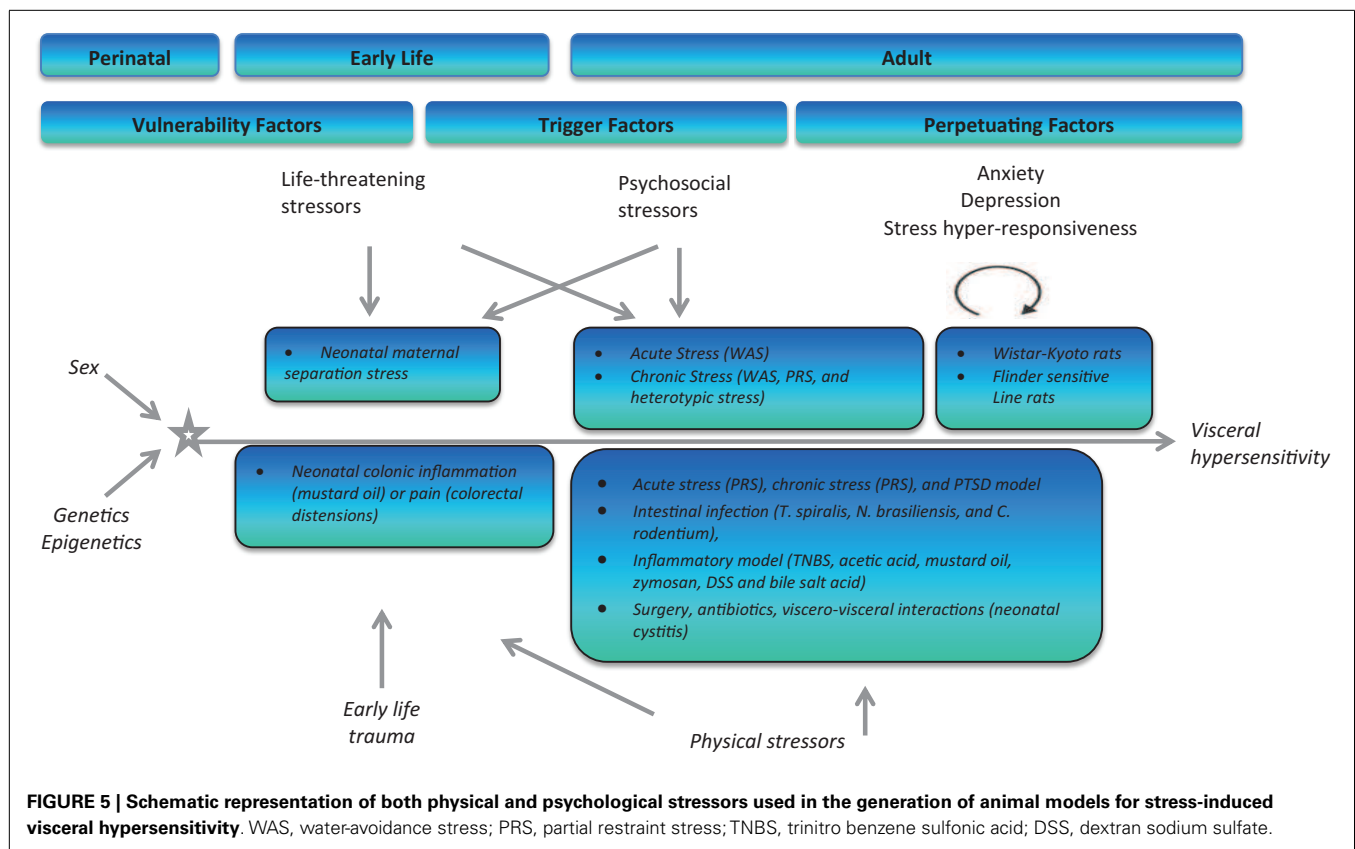 Perinatal
Early Life
Adult
Vulnerability Factors
Trigger Factors
Perpetuating Factors
Life-threatening
stressors
Psychosocial
stressors
Anxiety
Depression
Stress hyper-responsiveness
Sex
Genetics
Epigenetics
• Neonatal maternal
separation stress
• Acute Stress (WAS)
• Chronic Stress (WAS, PRS, and
heterotypic stress)
• Wistar-Kyoto rats
• Flinder sensitive
Line rats
Visceral
hypersensitivity
• Neonatal colonic inflammation
(mustard oil) or pain (colorectal
distensions)
• Acute stress (PRS), chronic stress (PRS), and PTSD model
• Intestinal infection (T. spiralis, N. brasiliensis, and C.
rodentium),
• Inflammatory model (TNBS, acetic acid, mustard oil,
zymosan, DSS and bile salt acid)
• Surgery, antibiotics, viscero-visceral interactions (neonatal
cystitis)
Early life
trauma
Physical stressors
FIGURE 5 | Schematic representation of both physical and psychological stressors used in the generation of animal models for stress-induced
visceral hypersensitivity. WAS, water-avoidance stress; PRS, partial restraint stress; TNBS, trinitro benzene sulfonic acid; DSS, dextran sodium sulfate.